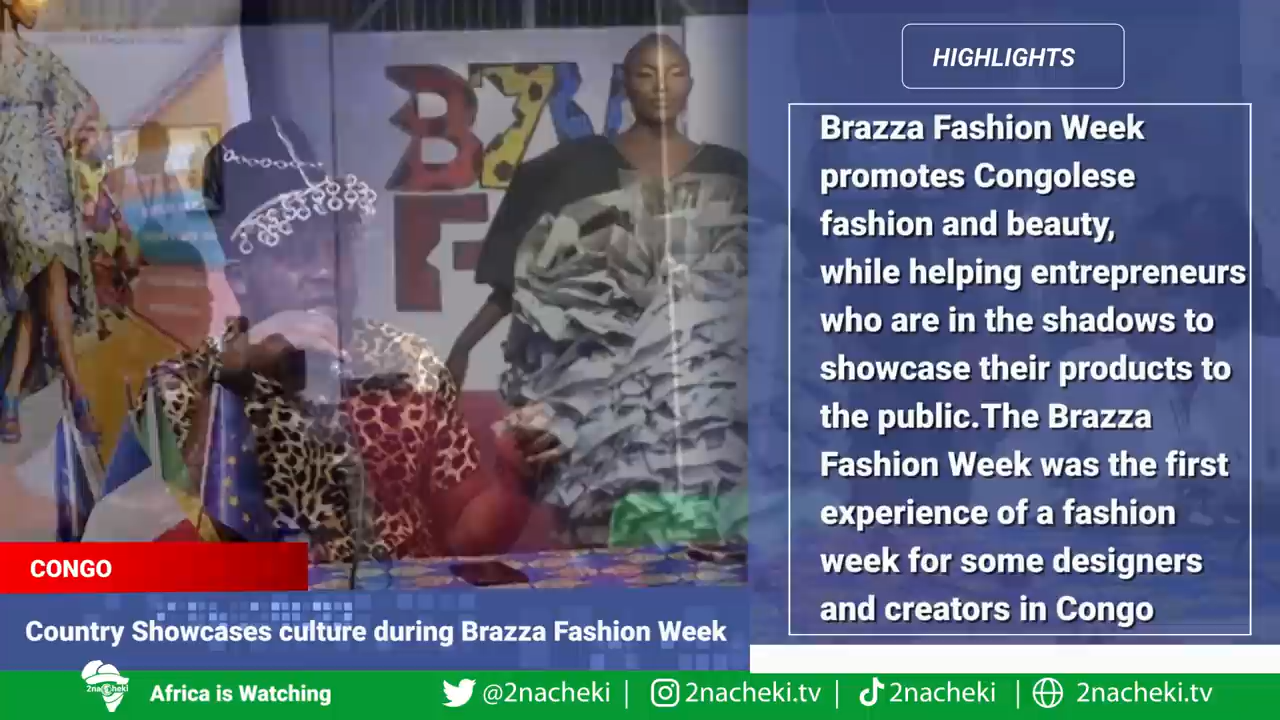 HIGHLIGHTS
Brazza Fashion Week
promotes Congolese
fashion and beauty,
while helping entrepreneurs
who are in the shadows to
showcase their products to
the public.The Brazza
Fashion Week was the first
experience of a fashion
week for some designers
and creators in Congo
CONGO
Country Showcases culture during Brazza Fashion Week
2nacheki
Africa is Watching
@2nacheki |
2nacheki.tv |
2nacheki |
2nacheki.tv